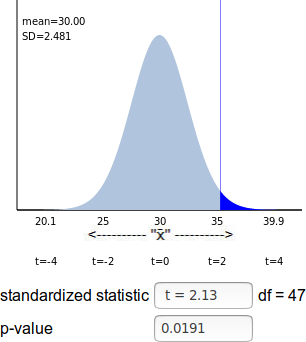 mean=30.00
SD=2.481
20.1 25 30 35 39.9
<---------- "x̄" ---------->
t=-4 t=-2 t=0 t=2 t=4
standardized statistic t = 2.13 df = 47
p-value 0.0191